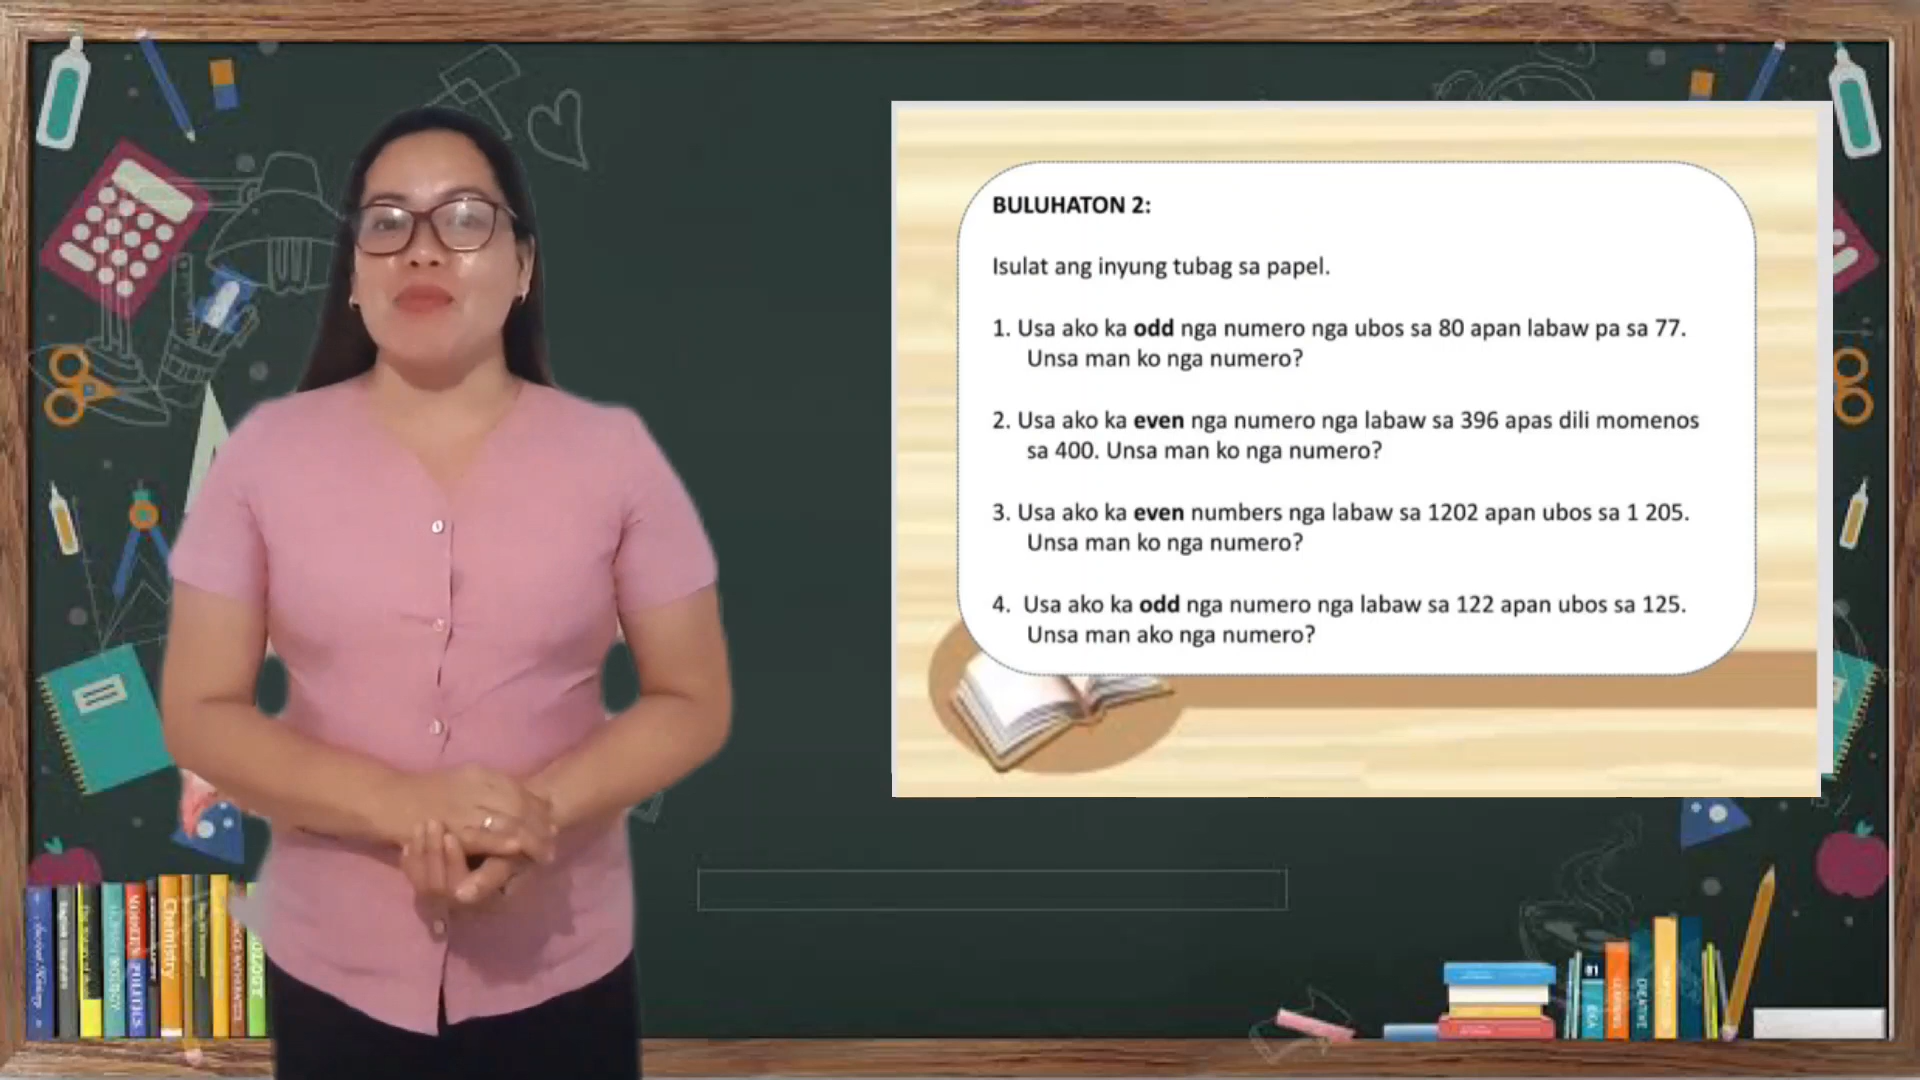 BULUHATON 2:
Isulat ang inyung tubag sa papel.
1. Usa ako ka odd nga numero nga ubos sa 80 apan labaw pa sa 77.
Unsa man ko nga numero?
2. Usa ako ka even nga numero nga labaw sa 396 apas dili momenos
sa 400. Unsa man ko nga numero?
3. Usa ako ka even numbers nga labaw sa 1202 apan ubos sa 1 205.
Unsa man ko nga numero?
4. Usa ako ka odd nga numero nga labaw sa 122 apan ubos sa 125.
Unsa man ako nga numero?
Chemistry